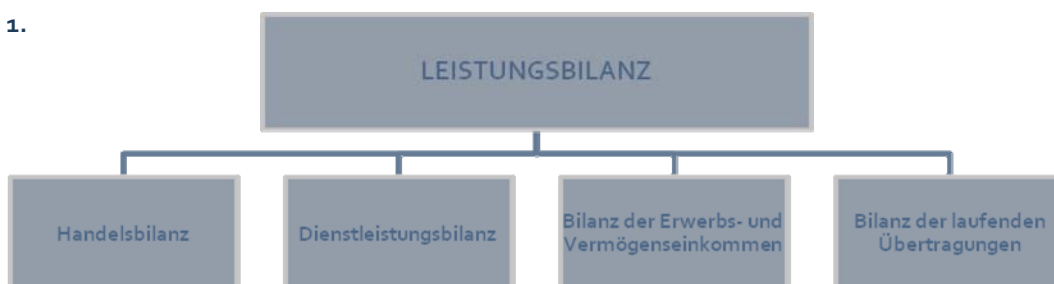 1.
LEISTUNGSBILANZ
Handelsbilanz
Dienstleistungsbilanz
Bilanz der Erwerbs- und
Vermögenseinkommen
Bilanz der laufenden
Übertragungen